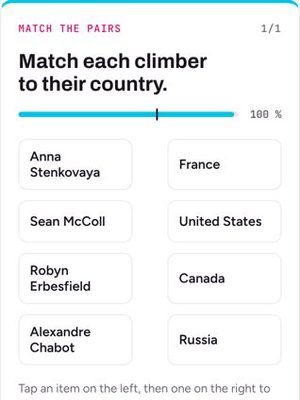 MATCH THE PAIRS 1/1
Match each climber
to their country.
100 %
Anna
Stenkovaya
France
Sean McColl
United States
Robyn
Erbesfield
Canada
Alexandre
Chabot
Russia
Tap an item on the left, then one on the right to